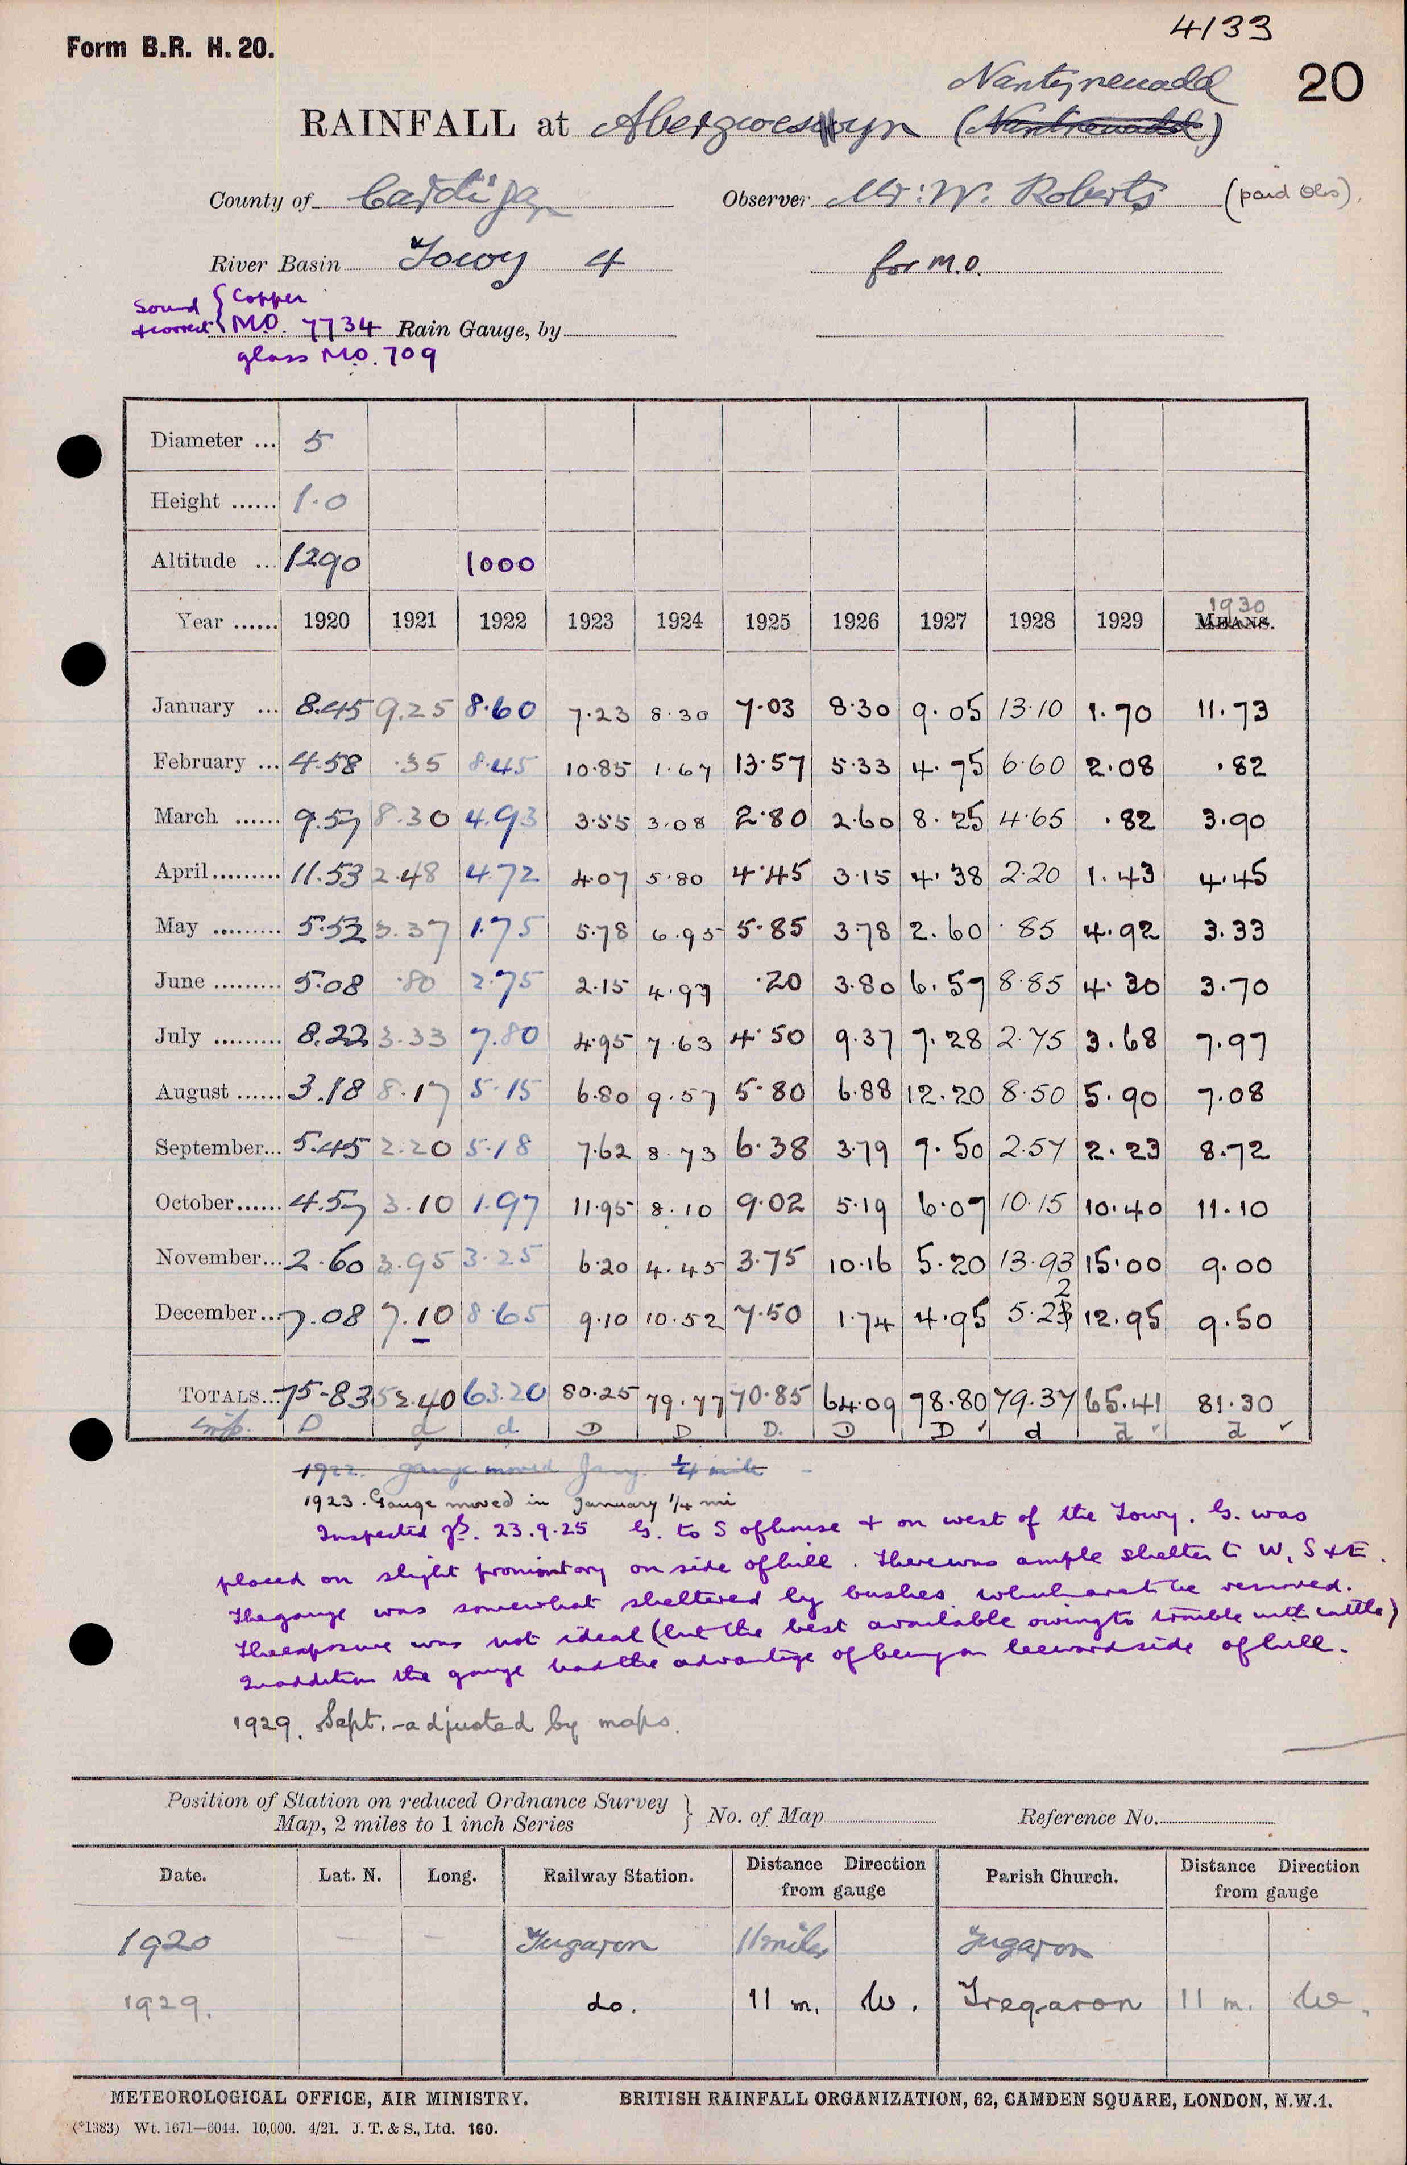 4133
Form B.R. H. 20.
20
Nantyrenadd
RAINFALL at Abergwesyn (Nantrenadd)
County of Cardigan Observer Mr: W. Roberts (paid Obs).
River Basin Towy 4 for M.O.
Sound & correct { Copper
M.O. 7734 Rain Gauge, by
glass M.O. 709
Diameter ... 5
Height ...... 1.0
Altitude ... 1290 1000
Year ...... 1920 1921 1922 1923 1924 1925 1926 1927 1928 1929 MEANS. 1930
January ... 8.45 9.25 8.60 7.23 8.30 7.03 8.30 9.05 13.10 1.70 11.73
February ... 4.58 .35 8.45 10.85 1.67 13.57 5.33 4.75 6.60 2.08 .82
March ...... 9.57 8.30 4.93 3.55 3.08 2.80 2.60 8.25 4.65 .82 3.90
April......... 11.53 2.48 4.72 4.07 5.80 4.45 3.15 4.38 2.20 1.43 4.45
May ......... 5.52 3.37 1.75 5.78 6.95 5.85 3.78 2.60 .85 4.92 3.33
June ......... 5.08 .80 2.75 2.15 4.97 .20 3.80 6.57 8.85 4.30 3.70
July ......... 8.22 3.33 7.80 4.95 7.63 4.50 9.37 7.28 2.75 3.68 7.97
August ...... 3.18 8.17 5.15 6.80 9.57 5.80 6.88 12.20 8.50 5.90 7.08
September... 5.45 2.20 5.18 7.62 8.73 6.38 3.79 7.50 2.57 2.23 8.72
October...... 4.57 3.10 1.97 11.95 8.10 9.02 5.19 6.07 10.15 10.40 11.10
November... 2.60 3.95 3.25 6.20 4.45 3.75 10.16 5.20 13.93 15.00 9.00
December... 7.08 7.10 8.65 9.10 10.52 7.50 1.74 4.95 5.22 12.95 9.50
TOTALS... 75.83 52.40 63.20 80.25 79.77 70.85 64.09 78.80 79.37 65.41 81.30
D d d. D D D. D D ✓ d d ✓ d ✓
1922. gauge moved Jany. ¼ mile
1923. Gauge moved in January ¼ mi
Inspected 23.9.25 G. to S of house & on west of the Towy. G. was
placed on slight promontory on side of hill. There was ample shelter to W, S & E.
The gauge was somewhat sheltered by bushes which are to be removed.
The exposure was not ideal (but the best available owing to trouble with cattle)
In addition the gauge had the advantage of being on leeward side of hill.
1929. Sept. - adjusted by maps.
Position of Station on reduced Ordnance Survey
Map, 2 miles to 1 inch Series } No. of Map Reference No.
Date. Lat. N. Long. Railway Station. Distance Direction from gauge Parish Church. Distance Direction from gauge
1920 — — Tregaron 11 miles Tregaron
1929. do. 11 m. W. Tregaron 11 m. W.
METEOROLOGICAL OFFICE, AIR MINISTRY. BRITISH RAINFALL ORGANIZATION, 62, CAMDEN SQUARE, LONDON, N.W.1.
(*1383) Wt. 1671—6044. 10,000. 4/21. J. T. & S., Ltd. 160.